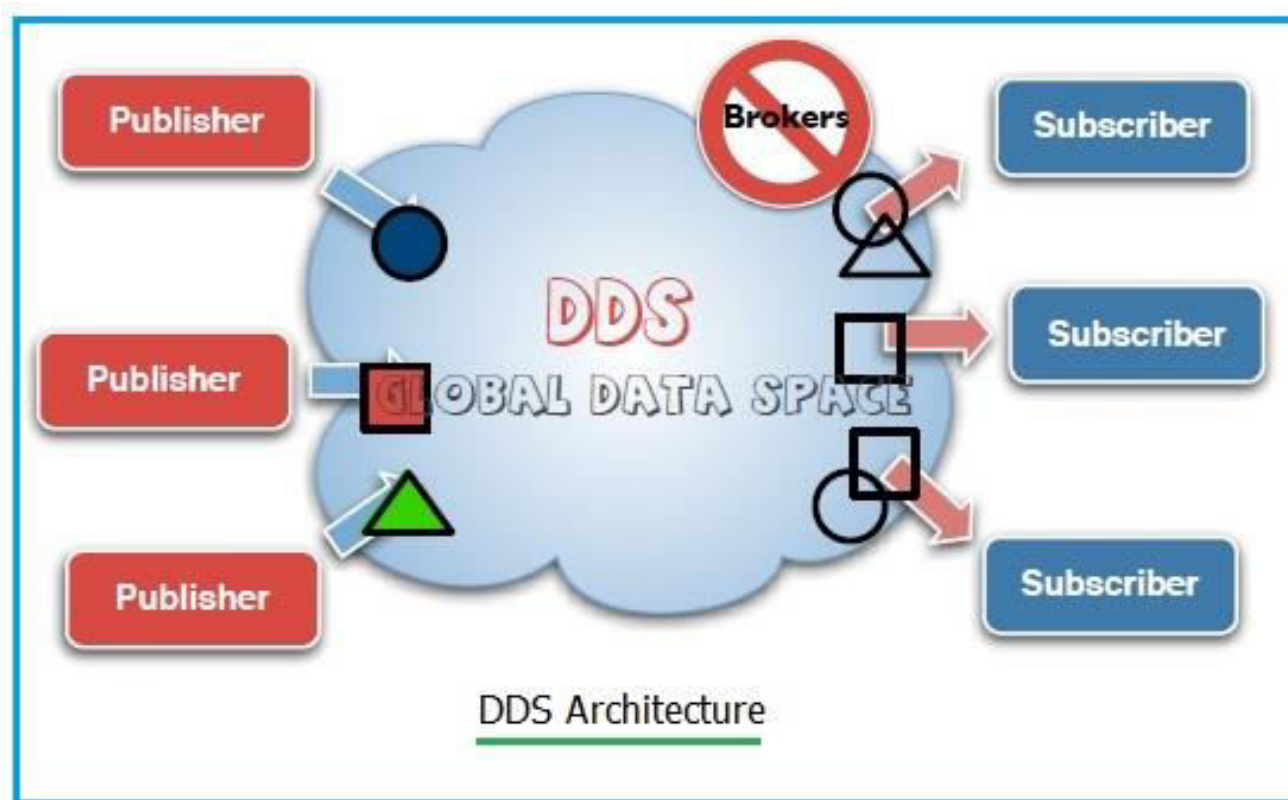 Publisher
Brokers
Subscriber
DDS
Subscriber
Publisher
GLOBAL DATA SPACE
Publisher
Subscriber
DDS Architecture